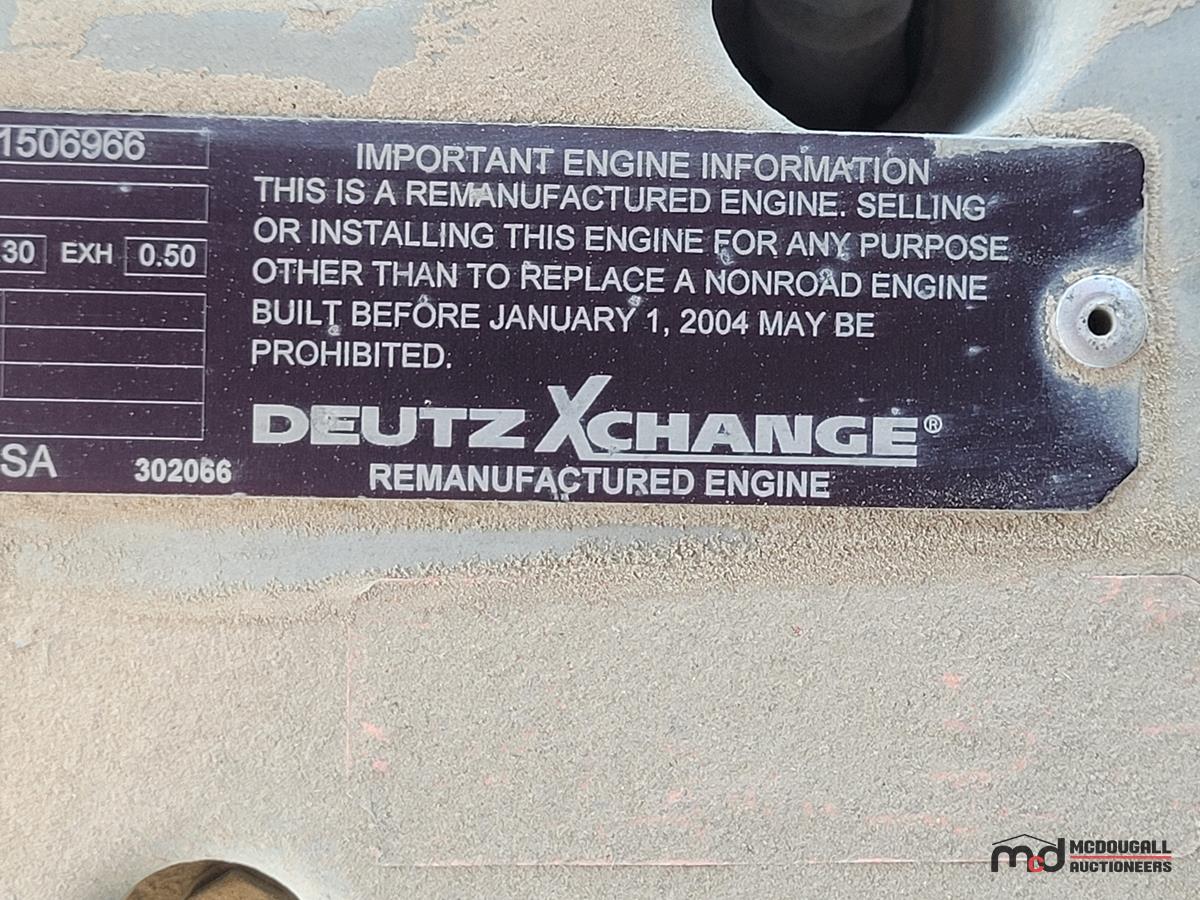 1506966
30 EXH 0.50
SA 302066
IMPORTANT ENGINE INFORMATION
THIS IS A REMANUFACTURED ENGINE. SELLING
OR INSTALLING THIS ENGINE FOR ANY PURPOSE
OTHER THAN TO REPLACE A NONROAD ENGINE
BUILT BEFORE JANUARY 1, 2004 MAY BE
PROHIBITED.
DEUTZ XCHANGE®
REMANUFACTURED ENGINE
mcd MCDOUGALL
AUCTIONEERS